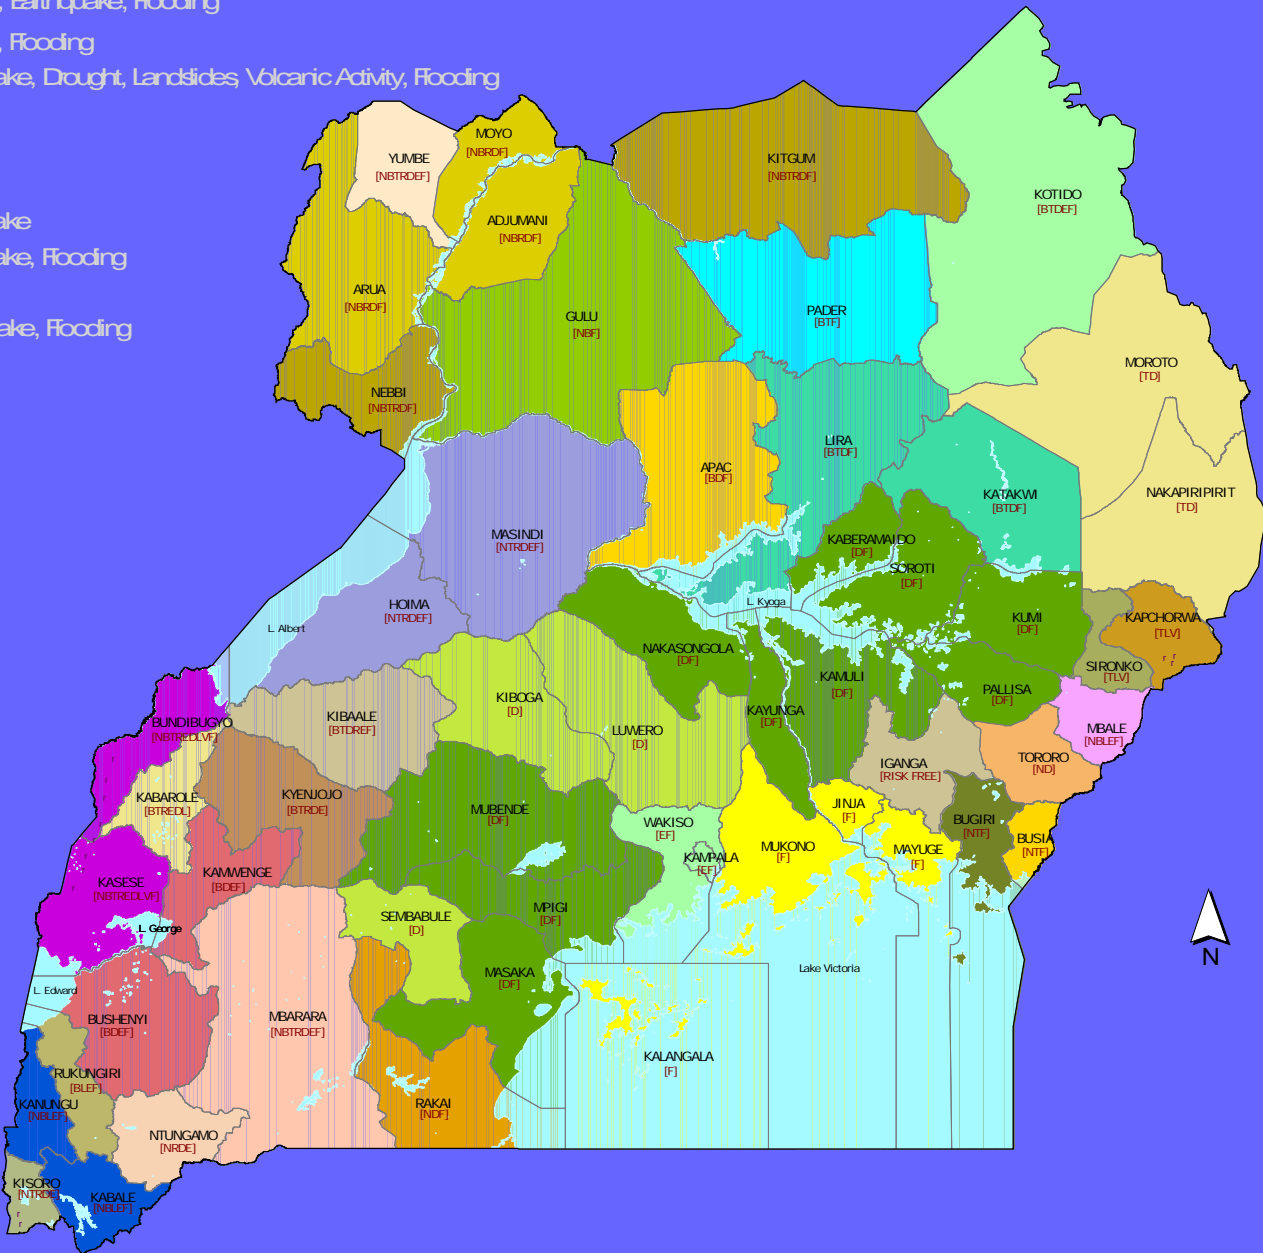 , Earthquake, Flooding
, Flooding
ake, Drought, Landslides, Volcanic Activity, Flooding
ake
ake, Flooding
ake, Flooding
MOYO
[NBRDF]
YUMBE
[NBTRDEF]
KITGUM
[NBTRDF]
KOTIDO
[BTDEF]
ADJUMANI
[NBRDF]
ARUA
[NBRDF]
GULU
[NBF]
PADER
[BTF]
MOROTO
[TD]
NEBBI
[NBTRDF]
LIRA
[BTDF]
APAC
[BDF]
KATAKWI
[BTDF]
NAKAPIRIPIRIT
[TD]
MASINDI
[NTRDEF]
KABERAMAIDO
[DF]
SOROTI
[DF]
HOIMA
[NTRDEF]
L. Kyoga
L. Albert
KUMI
[DF]
KAPCHORWA
[TLV]
NAKASONGOLA
[DF]
KAMULI
[DF]
SIRONKO
[TLV]
PALLISA
[DF]
KIBOGA
[D]
KAYUNGA
[DF]
BUNDIBUGYO
[NBTREDLVF]
KIBAALE
[BTDREF]
LUWERO
[D]
MBALE
[NBLEF]
TORORO
[ND]
IGANGA
[RISK FREE]
KABAROLE
[BTREDL]
KYENJOJO
[BTRDE]
MUBENDE
[DF]
JINJA
[F]
WAKISO
[EF]
BUGIRI
[NTF]
BUSIA
[NTF]
MUKONO
[F]
MAYUGE
[F]
KAMPALA
[EF]
KASESE
[NBTREDLVF]
KAMWENGE
[BDEF]
MPIGI
[DF]
SEMBABULE
[D]
L. George
N
MASAKA
[DF]
Lake Victoria
L. Edward
BUSHENYI
[BDEF]
MBARARA
[NBTRDEF]
KALANGALA
[F]
RUKUNGIRI
[BLEF]
KANUNGU
[NBLEF]
RAKAI
[NDF]
NTUNGAMO
[NRDE]
KISORO
[NTRDE]
KABALE
[NBLEF]